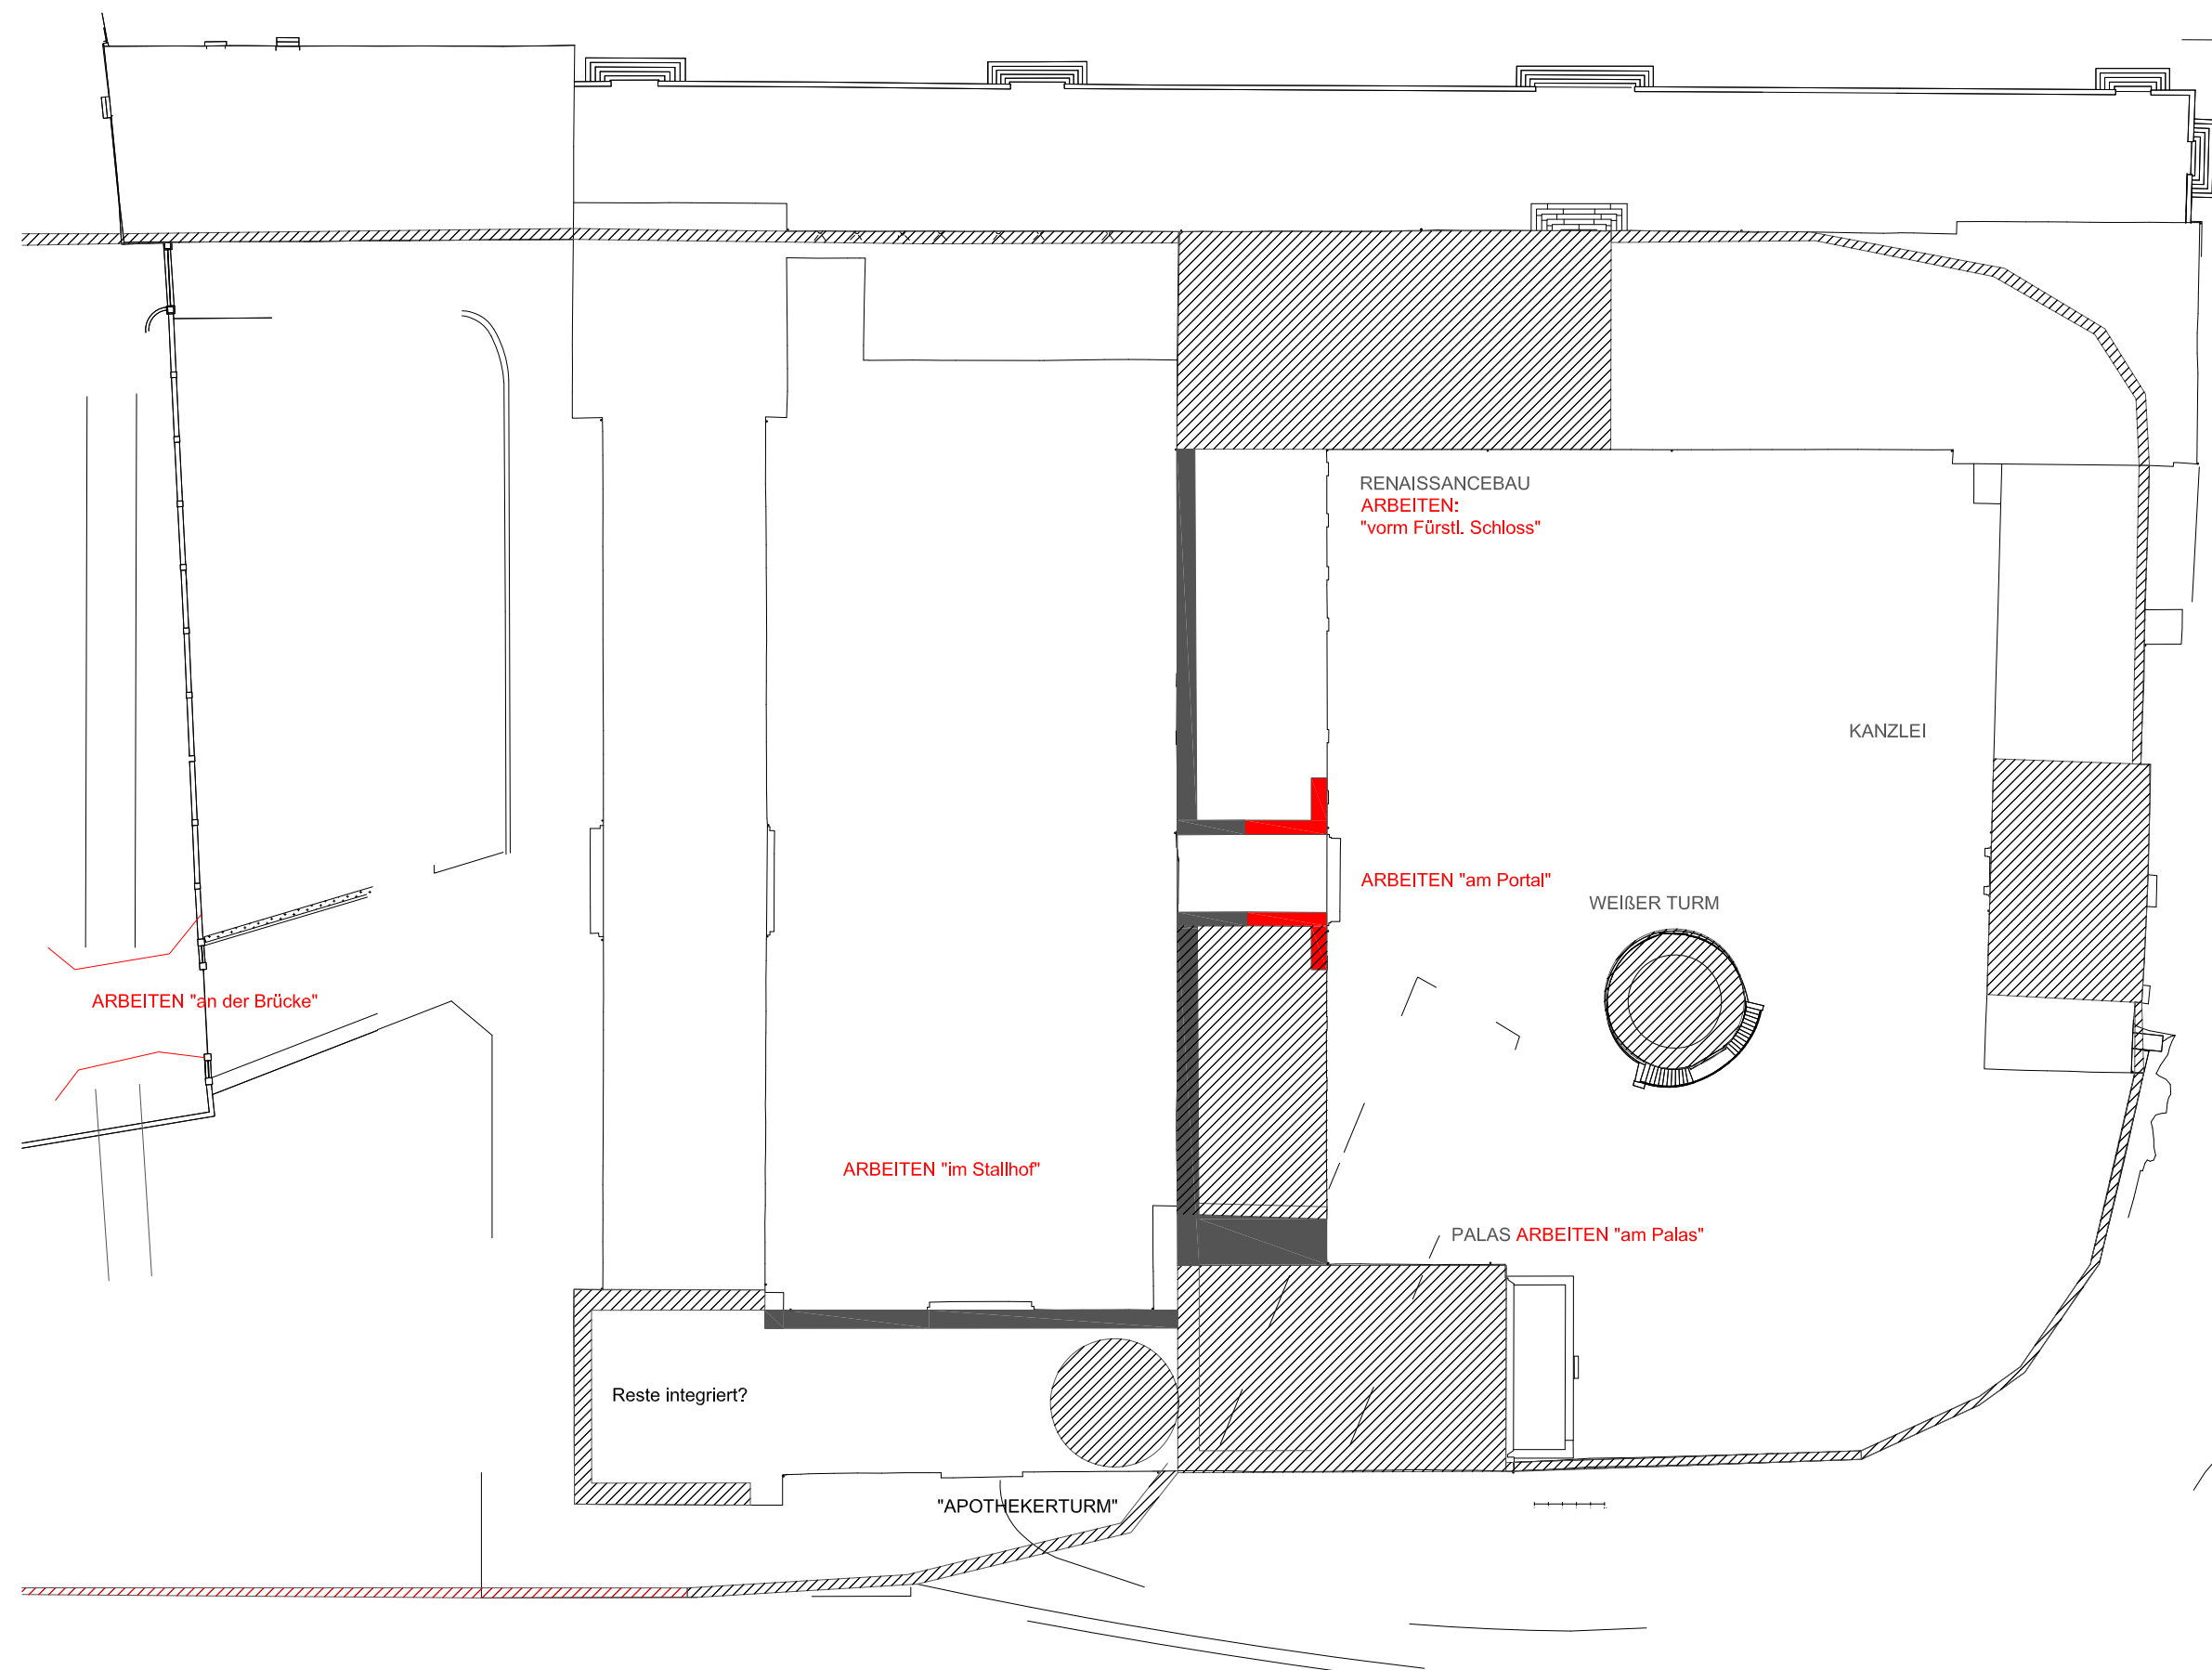 RENAISSANCEBAU
ARBEITEN:
"vorm Fürstl. Schloss"
KANZLEI
ARBEITEN "am Portal"
WEIßER TURM
ARBEITEN "an der Brücke"
ARBEITEN "im Stallhof"
PALAS ARBEITEN "am Palas"
Reste integriert?
"APOTHEKERTURM"